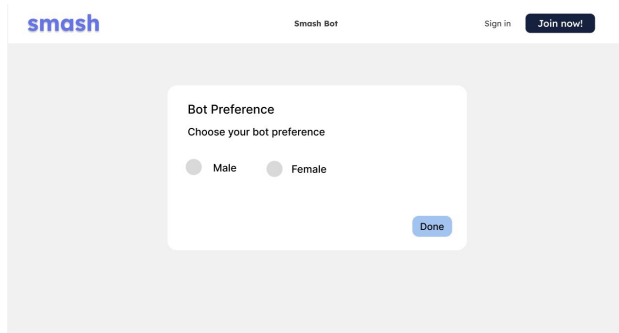 smash Smash Bot Sign in Join now!
Bot Preference
Choose your bot preference
Male Female
Done